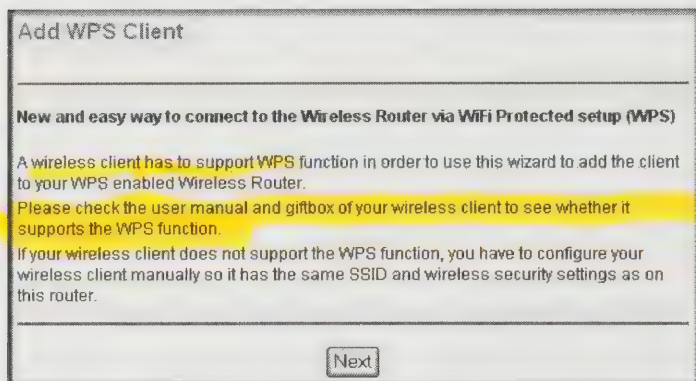 Add WPS Client
New and easy way to connect to the Wireless Router via WiFi Protected setup (WPS)
A wireless client has to support WPS function in order to use this wizard to add the client
to your WPS enabled Wireless Router.
Please check the user manual and giftbox of your wireless client to see whether it
supports the WPS function.
If your wireless client does not support the WPS function, you have to configure your
wireless client manually so it has the same SSID and wireless security settings as on
this router.
Next